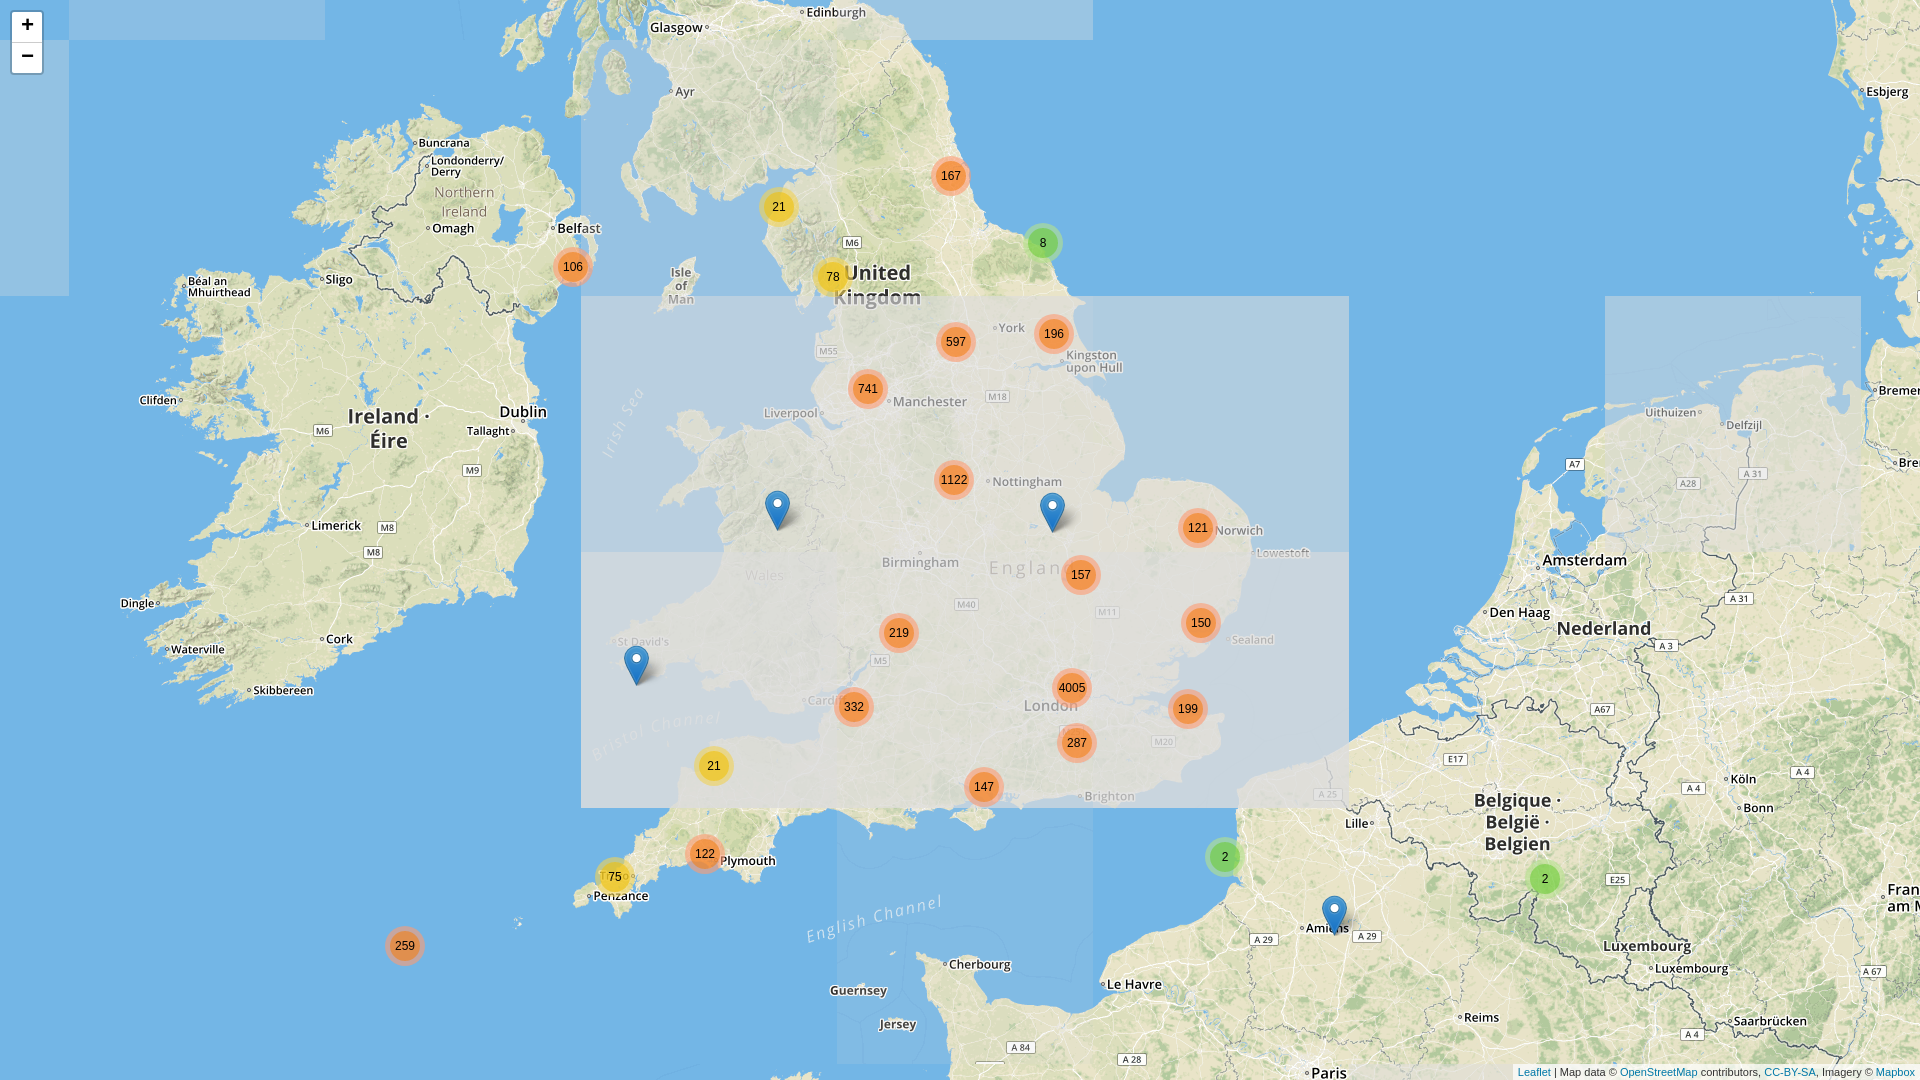 +
−
Glasgow
Edinburgh
Ayr
Esbjerg
Buncrana
Londonderry/
Derry
Northern
Ireland
Omagh
Belfast
167
21
8
M6
106
78
United
Kingdom
Isle
of
Man
Sligo
Béal an
Mhuirthead
York
597
196
M55
Kingston
upon Hull
741
Manchester
M18
Liverpool
Clifden
Ireland ·
Éire
Dublin
Tallaght
M6
M9
Irish Sea
Uithuizen
Delfzijl
A7
A 31
A28
1122
Nottingham
Limerick
M8
M8
121
Norwich
Lowestoft
Birmingham
Wales
157
Amsterdam
M40
M11
Dingle
Den Haag
A 31
Nederland
219
150
Sealand
Cork
St David's
M5
A 3
Waterville
Skibbereen
4005
London
332
199
A67
287
M20
Bristol Channel
E17
21
147
Brighton
A 25
Köln
A 4
A 4
Bonn
Belgique ·
België ·
Belgien
Lille
122
Plymouth
2
75
Penzance
2
E25
English Channel
259
A 29
A 29
Luxembourg
Luxembourg
A 67
Cherbourg
Le Havre
Guernsey
Jersey
Reims
Saarbrücken
A 4
A 84
A 28
Paris
Leaflet | Map data © OpenStreetMap contributors, CC-BY-SA, Imagery © Mapbox